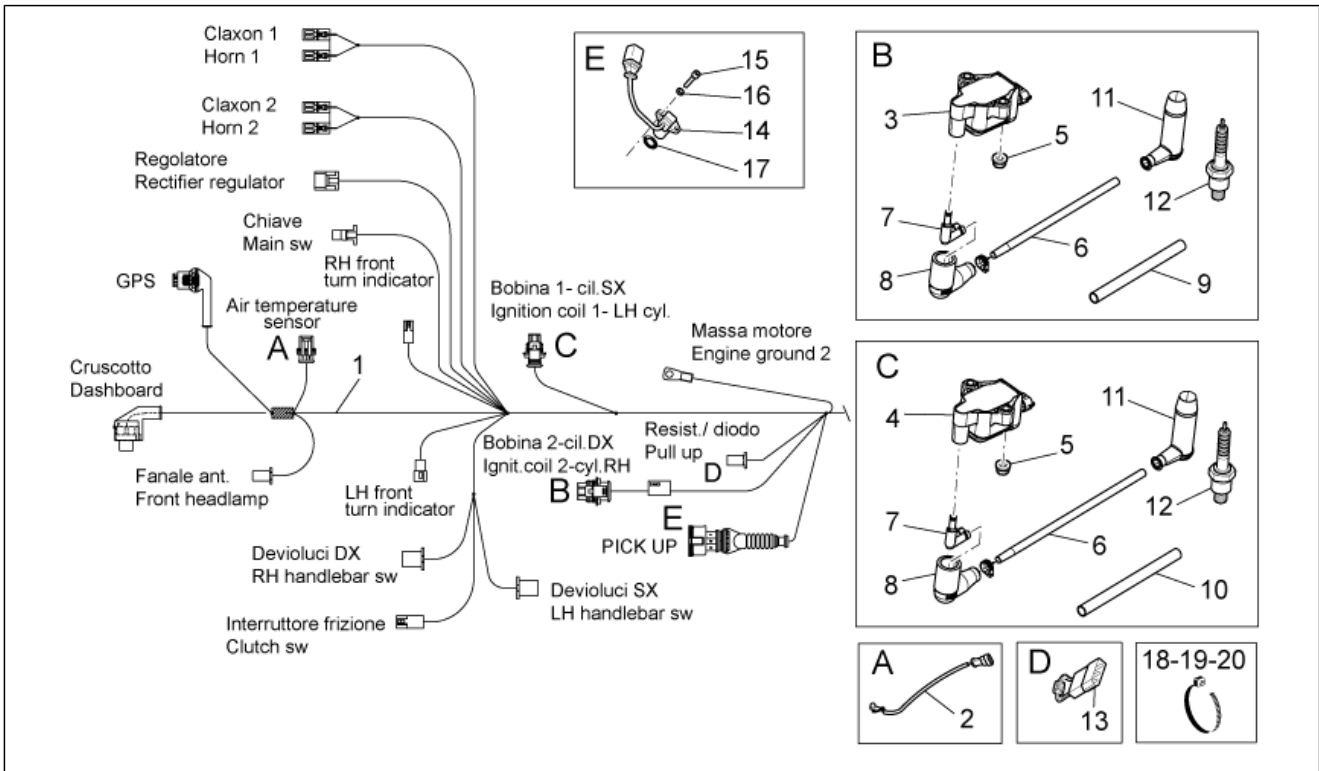 Claxon 1
Horn 1
Claxon 2
Horn 2
Regolatore
Rectifier regulator
Chiave
Main sw
RH front
turn indicator
GPS
Air temperature
sensor
A
1
Cruscotto
Dashboard
Fanale ant.
Front headlamp
LH front
turn indicator
Devioluci DX
RH handlebar sw
Interruttore frizione
Clutch sw
Devioluci SX
LH handlebar sw
Bobina 1- cil.SX
Ignition coil 1- LH cyl.
C
Massa motore
Engine ground 2
Bobina 2-cil.DX
Ignit.coil 2-cyl.RH
B
Resist./ diodo
Pull up
D
E
PICK UP
E
15
16
14
17
B
3
5
11
12
7
6
8
9
C
4
5
11
12
7
6
8
10
A
2
D
13
18-19-20